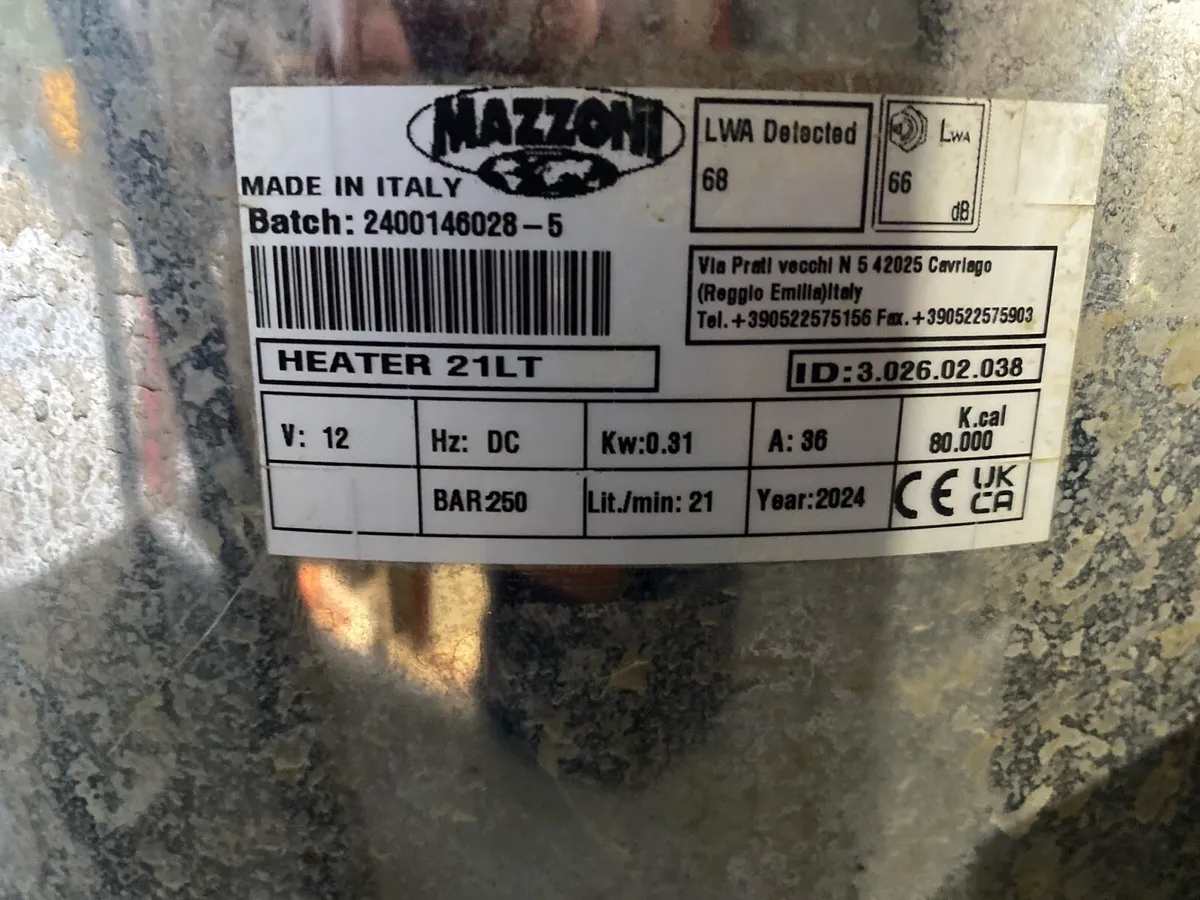 MAZZONI
MADE IN ITALY
Batch: 2400146028-5
LWA Detected
68
LWA
66
dB
Via Prati vecchi N 5 42025 Cavriago
(Reggio Emilia)Italy
Tel.+390522575156 Fax.+390522575903
HEATER 21LT
ID:3.026.02.038
V: 12
Hz: DC
Kw:0.31
A: 36
K.cal
80.000
BAR250
Lit./min: 21
Year:2024
CE
UK
CA